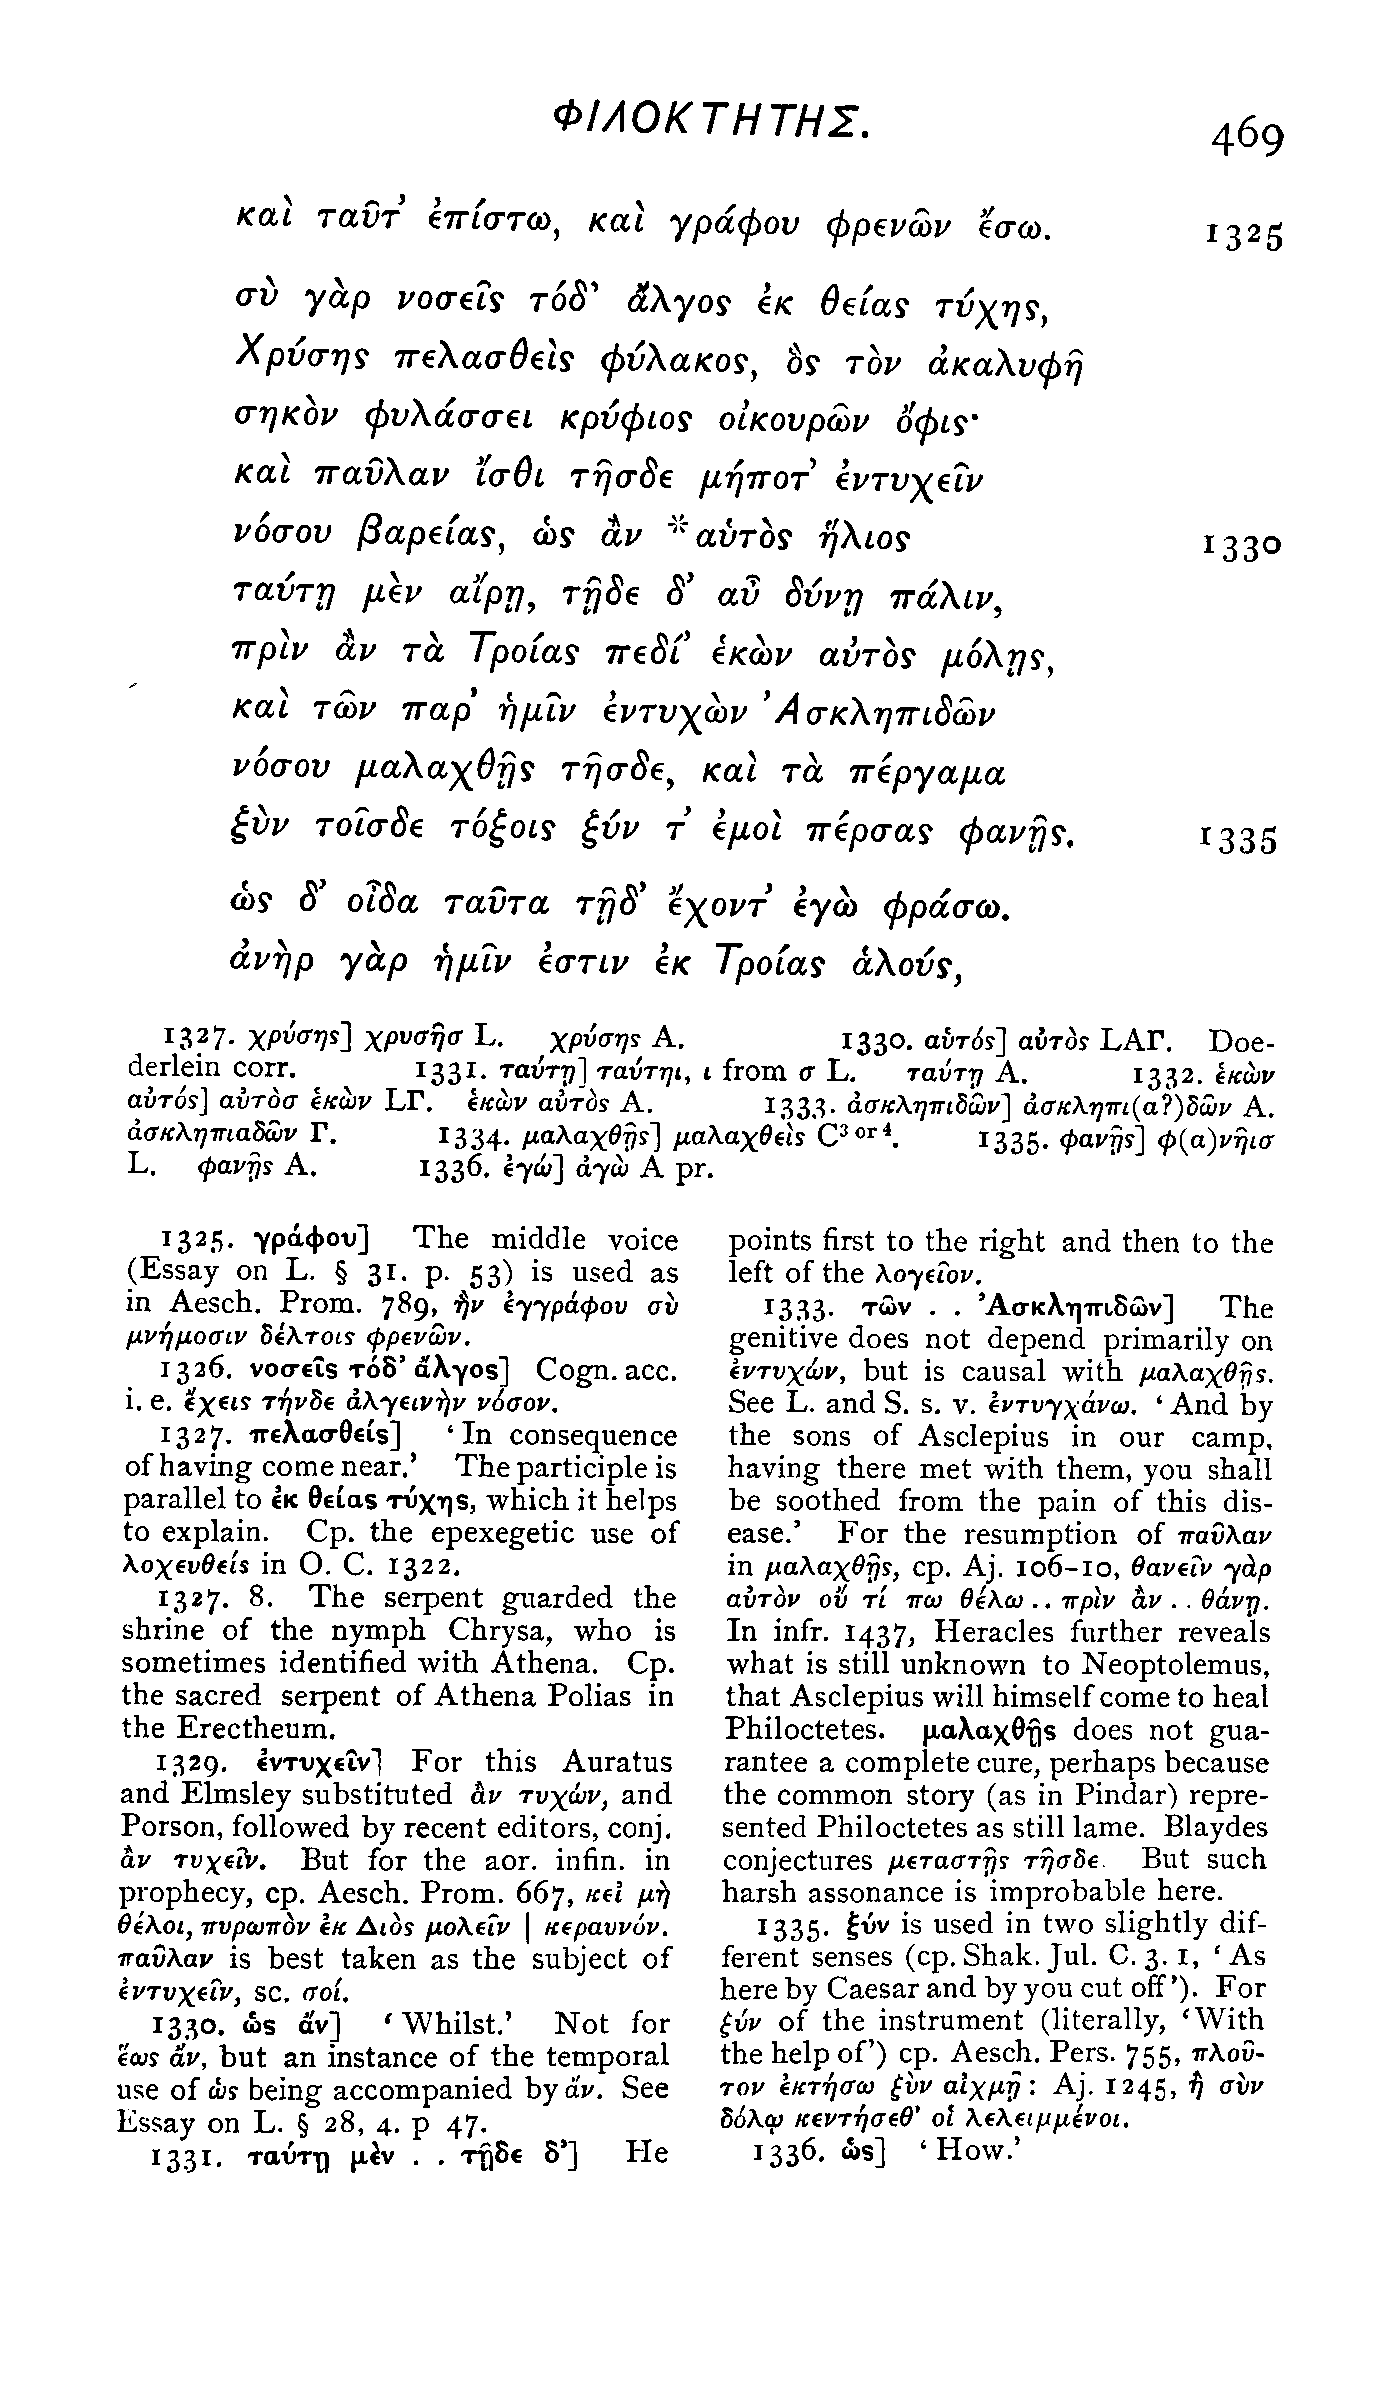 ΦΙΛΟΚΤΗΤΗΣ.
469
καὶ ταῦτ' ἐπίστω, καὶ γράφου φρενῶν ἔσω. 1325
σὺ γὰρ νοσεῖς τόδ' ἄλγος ἐκ θείας τύχης,
Χρύσης πελασθεὶς φύλακος, ὃς τὸν ἀκαλυφῆ
σηκὸν φυλάσσει κρύφιος οἰκουρῶν ὄφις·
καὶ παῦλαν ἴσθι τῆσδε μήποτ' ἐντυχεῖν
νόσου βαρείας, ὡς ἂν *αὑτὸς ἥλιος 1330
ταύτῃ μὲν αἴρῃ, τῇδε δ' αὖ δύνῃ πάλιν,
πρὶν ἂν τὰ Τροίας πεδί' ἑκὼν αὐτὸς μόλῃς,
καὶ τῶν παρ' ἡμῖν ἐντυχὼν Ἀσκληπιδῶν
νόσου μαλαχθῇς τῆσδε, καὶ τὰ πέργαμα
ξὺν τοῖσδε τόξοις ξύν τ' ἐμοὶ πέρσας φανῇς. 1335
ὡς δ' οἶδα ταῦτα τῇδ' ἔχοντ' ἐγὼ φράσω.
ἀνὴρ γὰρ ἡμῖν ἐστιν ἐκ Τροίας ἁλούς,
1327. χρύσης] χρυσῆσ L. χρύσης A. 1330. αὑτός] αὐτὸς LAΓ. Doe-
derlein corr. 1331. ταύτῃ] ταύτηι, ι from σ L. ταύτῃ A. 1332. ἑκὼν
αὐτός] αὐτὸσ ἑκὼν LΓ. ἑκὼν αὐτὸς A. 1333. ἀσκληπιδῶν] ἀσκληπι(α?)δῶν A.
ἀσκληπιαδῶν Γ. 1334. μαλαχθῇς] μαλαχθεὶς C³ or ⁴. 1335. φανῇς] φ(α)νῆισ
L. φανῇς A. 1336. ἐγώ] ἀγὼ A pr.
1325. γράφου] The middle voice
(Essay on L. § 31. p. 53) is used as
in Aesch. Prom. 789, ἣν ἐγγράφου σὺ
μνήμοσιν δέλτοις φρενῶν.
1326. νοσεῖς τόδ' ἄλγος] Cogn. acc.
i. e. ἔχεις τήνδε ἀλγεινὴν νόσον.
1327. πελασθείς] 'In consequence
of having come near.' The participle is
parallel to ἐκ θείας τύχης, which it helps
to explain. Cp. the epexegetic use of
λοχευθείς in O. C. 1322.
1327. 8. The serpent guarded the
shrine of the nymph Chrysa, who is
sometimes identified with Athena. Cp.
the sacred serpent of Athena Polias in
the Erectheum.
1329. ἐντυχεῖν] For this Auratus
and Elmsley substituted ἂν τυχών, and
Porson, followed by recent editors, conj.
ἂν τυχεῖν. But for the aor. infin. in
prophecy, cp. Aesch. Prom. 667, κεἰ μὴ
θέλοι, πυρωπὸν ἐκ Διὸς μολεῖν | κεραυνόν.
παῦλαν is best taken as the subject of
ἐντυχεῖν, sc. σοί.
1330. ὡς ἄν] 'Whilst.' Not for
ἕως ἄν, but an instance of the temporal
use of ὡς being accompanied by ἄν. See
Essay on L. § 28, 4. p 47.
1331. ταύτῃ μὲν . . τῇδε δ'] He
points first to the right and then to the
left of the λογεῖον.
1333. τῶν . . Ἀσκληπιδῶν] The
genitive does not depend primarily on
ἐντυχών, but is causal with μαλαχθῇς.
See L. and S. s. v. ἐντυγχάνω. 'And by
the sons of Asclepius in our camp,
having there met with them, you shall
be soothed from the pain of this dis-
ease.' For the resumption of παῦλαν
in μαλαχθῇς, cp. Aj. 106–10, θανεῖν γὰρ
αὐτὸν οὔ τί πω θέλω . . πρὶν ἂν . . θάνῃ.
In infr. 1437, Heracles further reveals
what is still unknown to Neoptolemus,
that Asclepius will himself come to heal
Philoctetes. μαλαχθῇς does not gua-
rantee a complete cure, perhaps because
the common story (as in Pindar) repre-
sented Philoctetes as still lame. Blaydes
conjectures μεταστῇς τῆσδε. But such
harsh assonance is improbable here.
1335. ξύν is used in two slightly dif-
ferent senses (cp. Shak. Jul. C. 3. 1, 'As
here by Caesar and by you cut off'). For
ξύν of the instrument (literally, 'With
the help of') cp. Aesch. Pers. 755, πλοῦ-
τον ἐκτήσω ξὺν αἰχμῇ: Aj. 1245, ἢ σὺν
δόλῳ κεντήσεθ' οἱ λελειμμένοι.
1336. ὡς] 'How.'